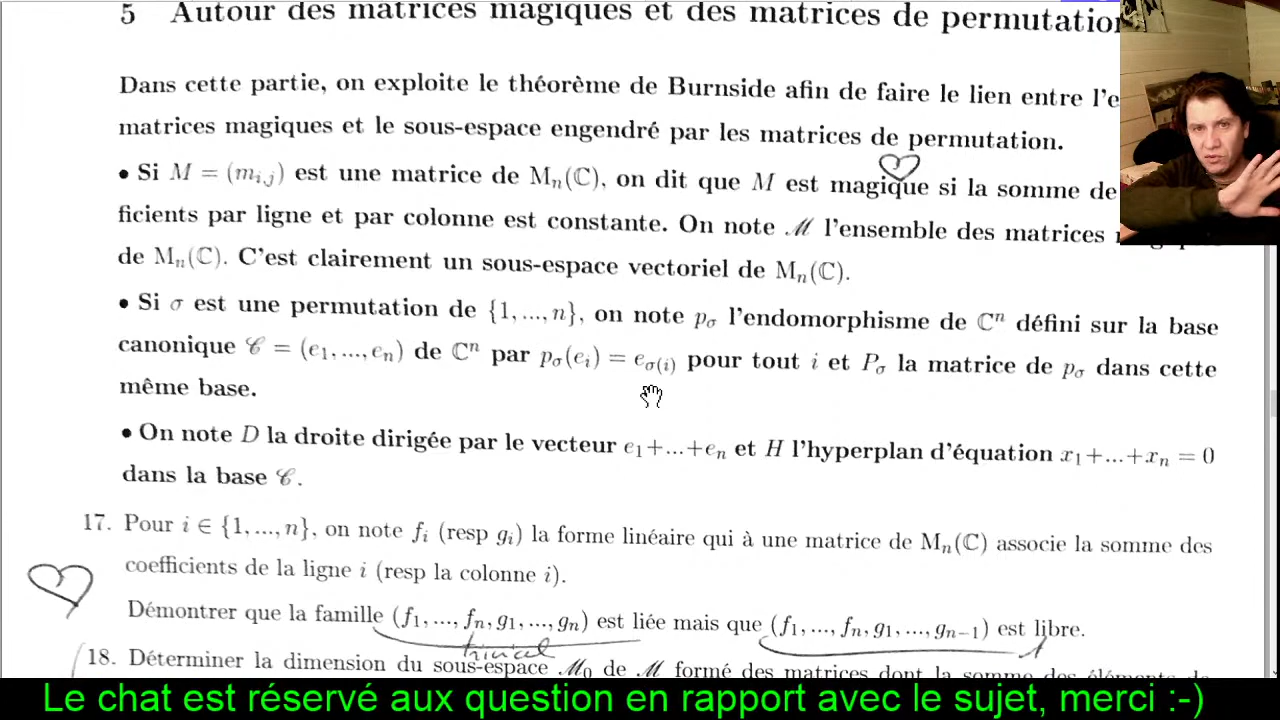 5 Autour des matrices magiques et des matrices de permutation
Dans cette partie, on exploite le théorème de Burnside afin de faire le lien entre l'e
matrices magiques et le sous-espace engendré par les matrices de permutation.
• Si M = (m_{i,j}) est une matrice de M_n(ℂ), on dit que M est magique si la somme de
ficients par ligne et par colonne est constante. On note ℳ l'ensemble des matrices
de M_n(ℂ). C'est clairement un sous-espace vectoriel de M_n(ℂ).
• Si σ est une permutation de {1, ..., n}, on note p_σ l'endomorphisme de ℂ^n défini sur la base
canonique 𝒞 = (e_1, ..., e_n) de ℂ^n par p_σ(e_i) = e_{σ(i)} pour tout i et P_σ la matrice de p_σ dans cette
même base.
• On note D la droite dirigée par le vecteur e_1+...+e_n et H l'hyperplan d'équation x_1+...+x_n = 0
dans la base 𝒞.
17. Pour i ∈ {1, ..., n}, on note f_i (resp g_i) la forme linéaire qui à une matrice de M_n(ℂ) associe la somme des
coefficients de la ligne i (resp la colonne i).
Démontrer que la famille (f_1, ..., f_n, g_1, ..., g_n) est liée mais que (f_1, ..., f_n, g_1, ..., g_{n-1}) est libre.
trivial
18. Déterminer la dimension du sous-espace ℳ_0 de ℳ formé des matrices dont la somme des éléments de
Le chat est réservé aux question en rapport avec le sujet, merci :-)